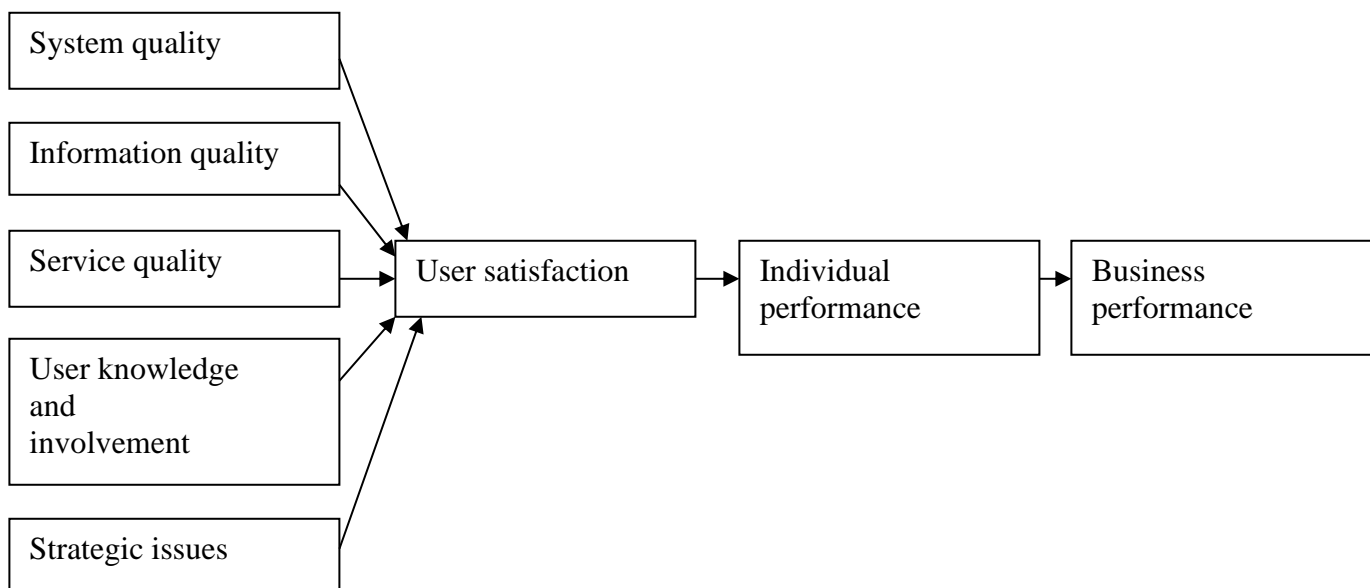 System quality
Information quality
Service quality
User knowledge
and
involvement
Strategic issues
User satisfaction
Individual
performance
Business
performance